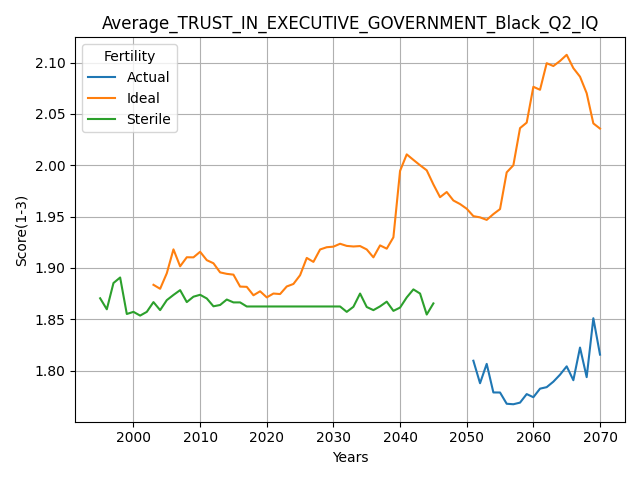 Average_TRUST_IN_EXECUTIVE_GOVERNMENT_Black_Q2_IQ
Fertility
Actual
Ideal
Sterile
Score(1-3)
2.10
2.05
2.00
1.95
1.90
1.85
1.80
2000 2010 2020 2030 2040 2050 2060 2070
Years